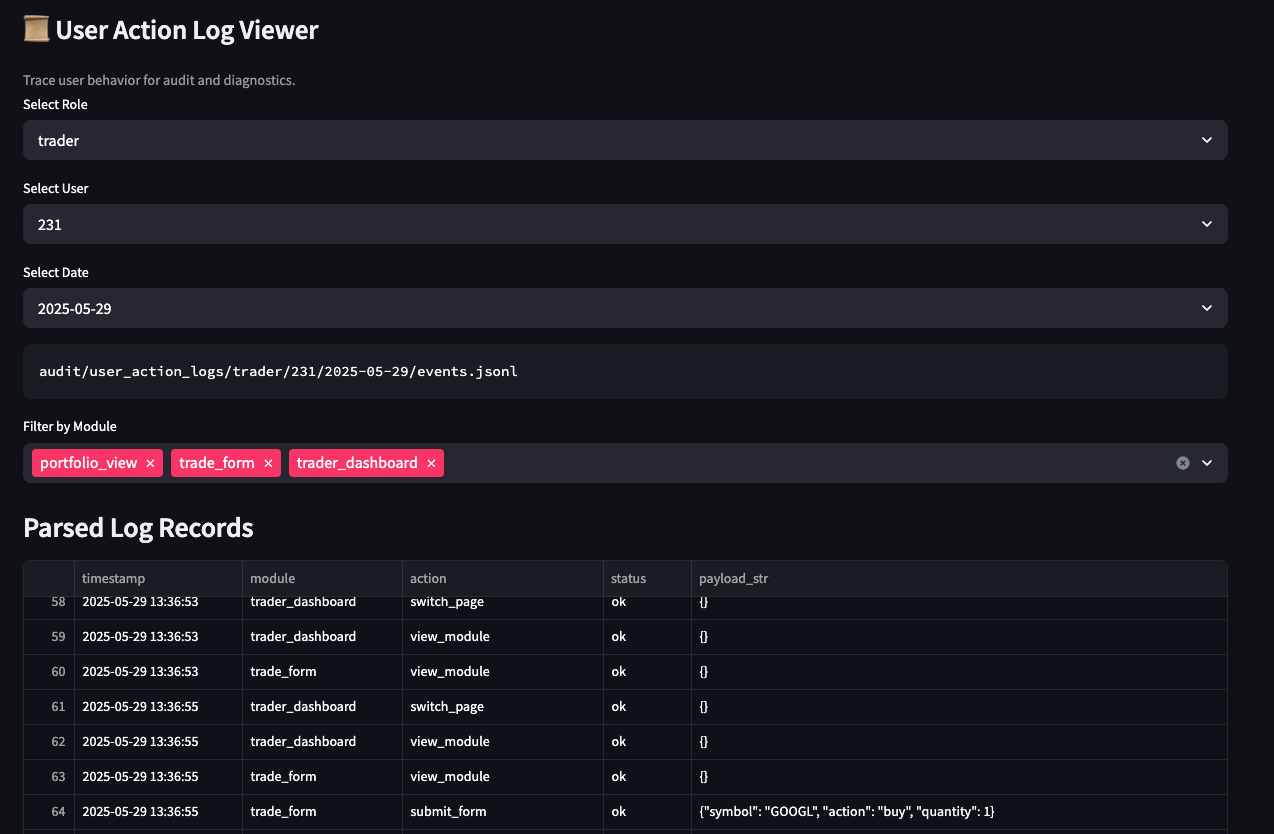 User Action Log Viewer
Trace user behavior for audit and diagnostics.
Select Role
trader
Select User
231
Select Date
2025-05-29
audit/user_action_logs/trader/231/2025-05-29/events.jsonl
Filter by Module
portfolio_view × trade_form × trader_dashboard ×
Parsed Log Records
timestamp module action status payload_str
58 2025-05-29 13:36:53 trader_dashboard switch_page ok {}
59 2025-05-29 13:36:53 trader_dashboard view_module ok {}
60 2025-05-29 13:36:53 trade_form view_module ok {}
61 2025-05-29 13:36:55 trader_dashboard switch_page ok {}
62 2025-05-29 13:36:55 trader_dashboard view_module ok {}
63 2025-05-29 13:36:55 trade_form view_module ok {}
64 2025-05-29 13:36:55 trade_form submit_form ok {"symbol": "GOOGL", "action": "buy", "quantity": 1}